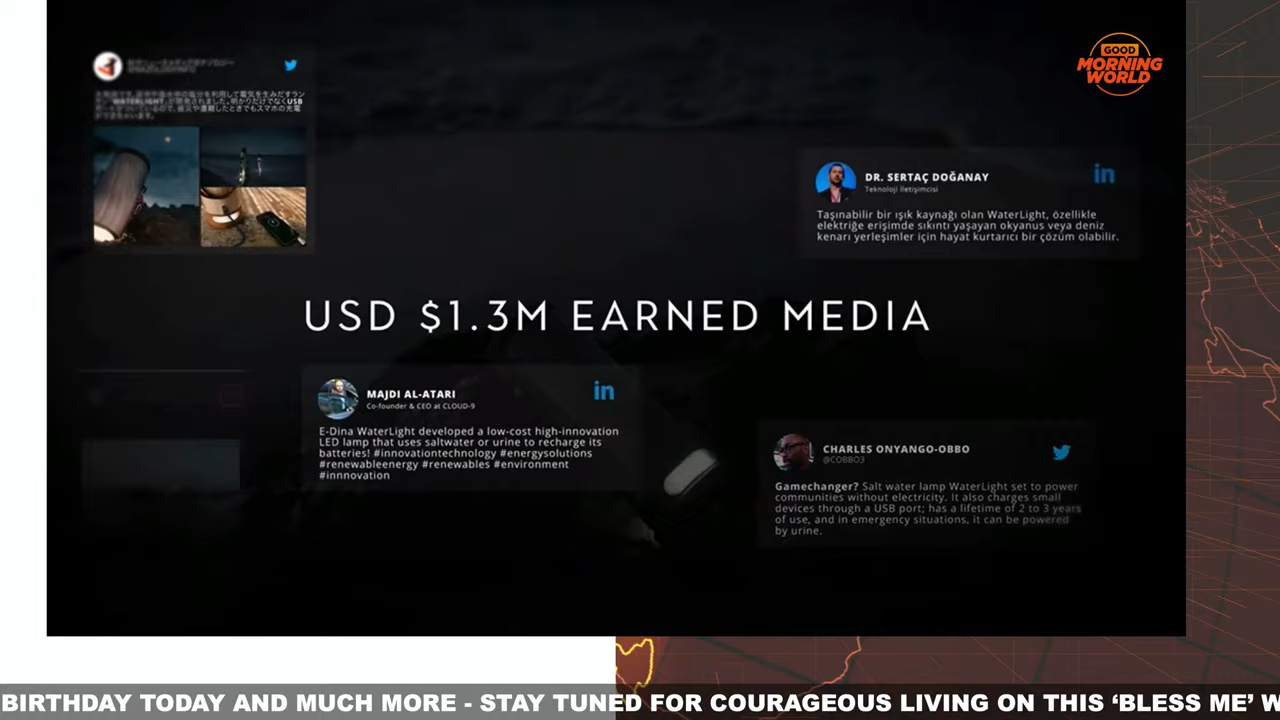 GOOD
MORNING
WORLD
DR. SERTAÇ DOĞANAY
Teknoloji İletişimcisi
Taşınabilir bir ışık kaynağı olan WaterLight, özellikle
elektriğe erişimde sıkıntı yaşayan okyanus veya deniz
kenarı yerleşimler için hayat kurtarıcı bir çözüm olabilir.
USD $1.3M EARNED MEDIA
MAJDI AL-ATARI
Co-founder & CEO at CLOUD-9
E-Dina WaterLight developed a low-cost high-innovation
LED lamp that uses saltwater or urine to recharge its
batteries! #innovationtechnology #energysolutions
#renewableenergy #renewables #environment
#innnovation
CHARLES ONYANGO-OBBO
@COBBO3
Gamechanger? Salt water lamp WaterLight set to power
communities without electricity. It also charges small
devices through a USB port; has a lifetime of 2 to 3 years
of use, and in emergency situations, it can be powered
by urine.
BIRTHDAY TODAY AND MUCH MORE - STAY TUNED FOR COURAGEOUS LIVING ON THIS ‘BLESS ME’ W